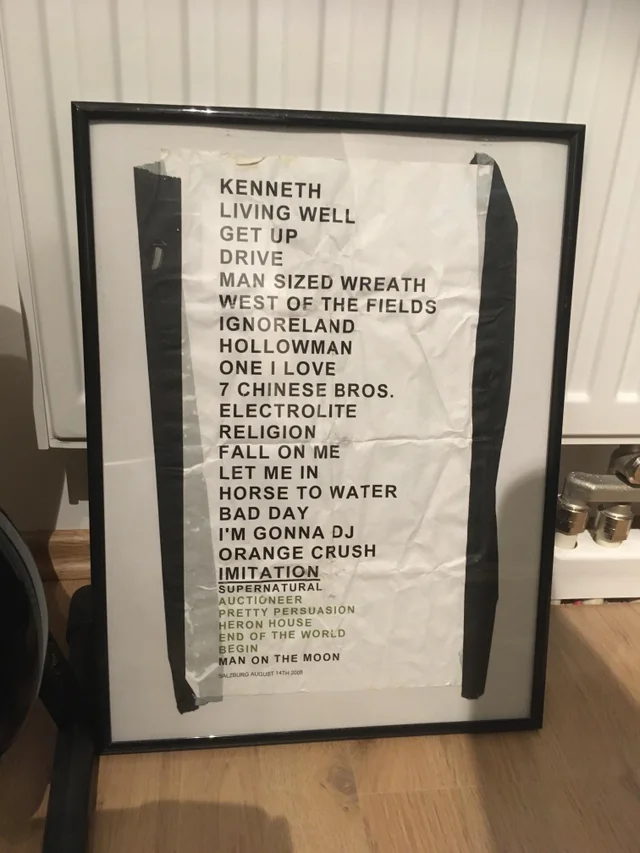 KENNETH
LIVING WELL
GET UP
DRIVE
MAN SIZED WREATH
WEST OF THE FIELDS
IGNORELAND
HOLLOWMAN
ONE I LOVE
7 CHINESE BROS.
ELECTROLITE
RELIGION
FALL ON ME
LET ME IN
HORSE TO WATER
BAD DAY
I'M GONNA DJ
ORANGE CRUSH
IMITATION
SUPERNATURAL
AUCTIONEER
PRETTY PERSUASION
HERON HOUSE
END OF THE WORLD
BEGIN
MAN ON THE MOON
SALZBURG AUGUST 14TH 2008